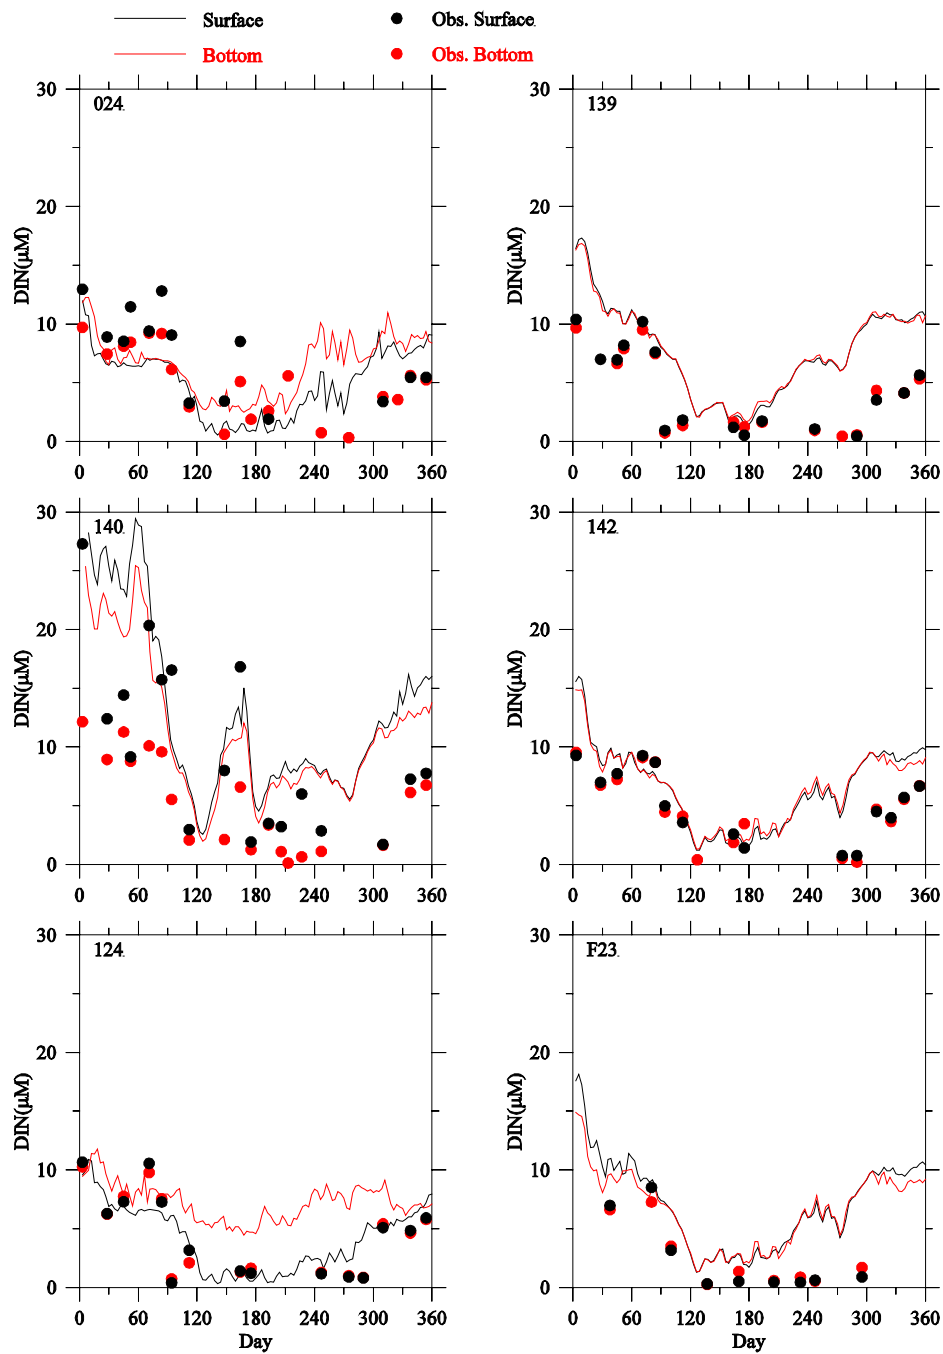 Surface Obs. Surface.
Bottom Obs. Bottom
30 024. 30 139
20 20
DIN(μM) DIN(μM)
10 10
0 0
0 60 120 180 240 300 360 0 60 120 180 240 300 360
30 140. 30 142.
20 20
DIN(μM) DIN(μM)
10 10
0 0
0 60 120 180 240 300 360 0 60 120 180 240 300 360
30 124. 30 F23.
20 20
DIN(μM) DIN(μM)
10 10
0 0
0 60 120 180 240 300 360 0 60 120 180 240 300 360
Day Day